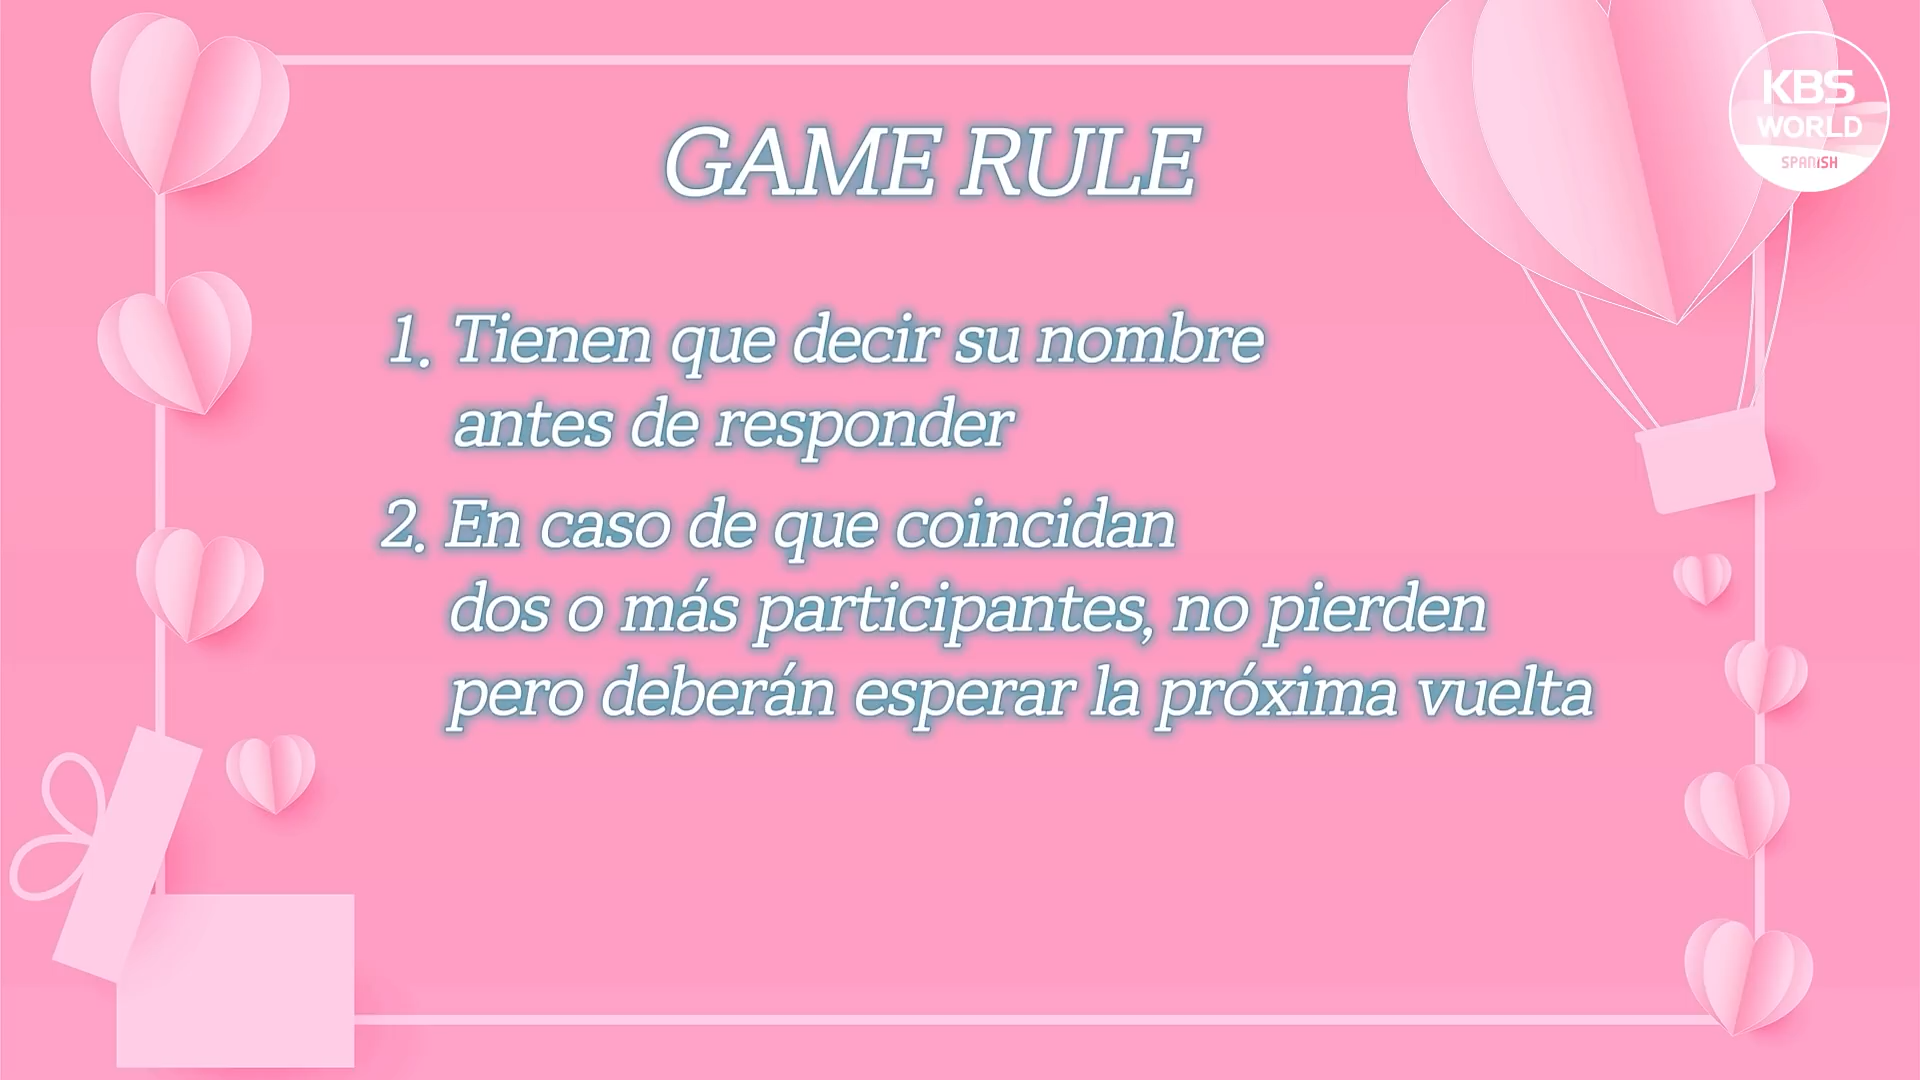 KBS
WORLD
SPANiSH
GAME RULE
1. Tienen que decir su nombre
antes de responder
2. En caso de que coincidan
dos o más participantes, no pierden
pero deberán esperar la próxima vuelta